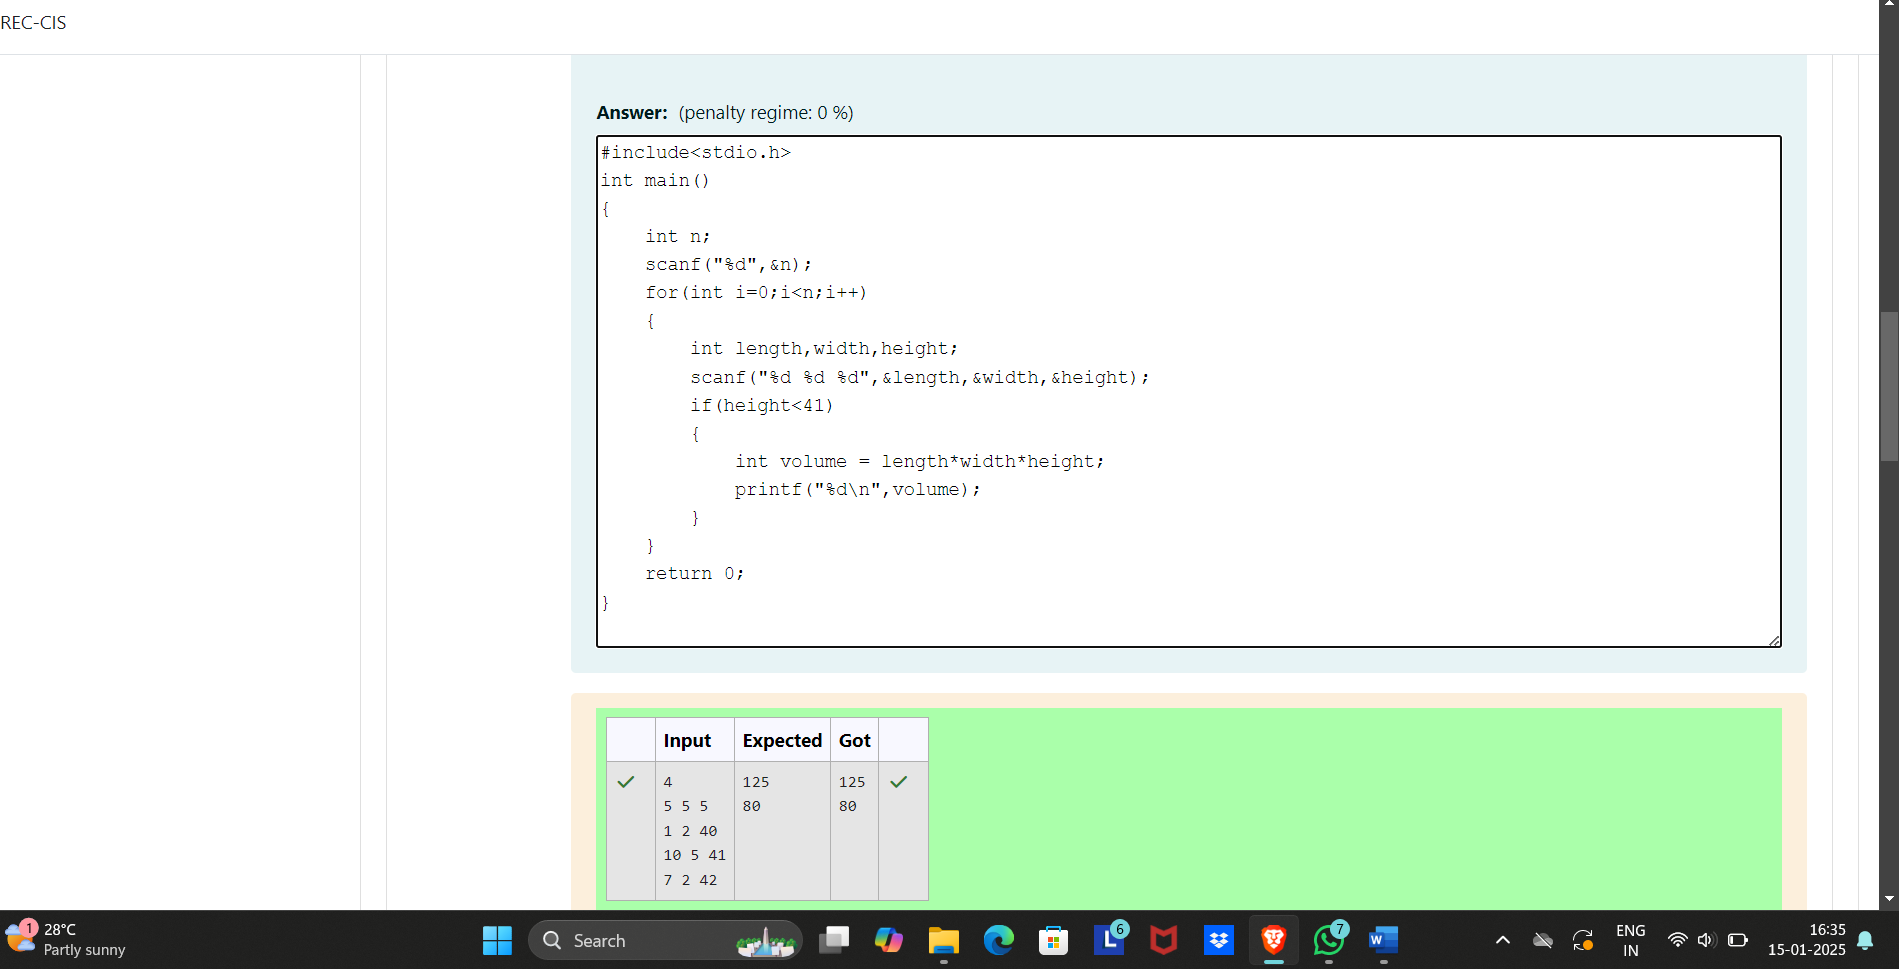 REC-CIS
Answer: (penalty regime: 0 %)
#include<stdio.h>
int main()
{
    int n;
    scanf("%d",&n);
    for(int i=0;i<n;i++)
    {
        int length,width,height;
        scanf("%d %d %d",&length,&width,&height);
        if(height<41)
        {
            int volume = length*width*height;
            printf("%d\n",volume);
        }
    }
    return 0;
}
Input Expected Got
4 125 125
5 5 5 80 80
1 2 40
10 5 41
7 2 42
1 28°C
Partly sunny
Search
L 6
7
W
ENG
IN
16:35
15-01-2025